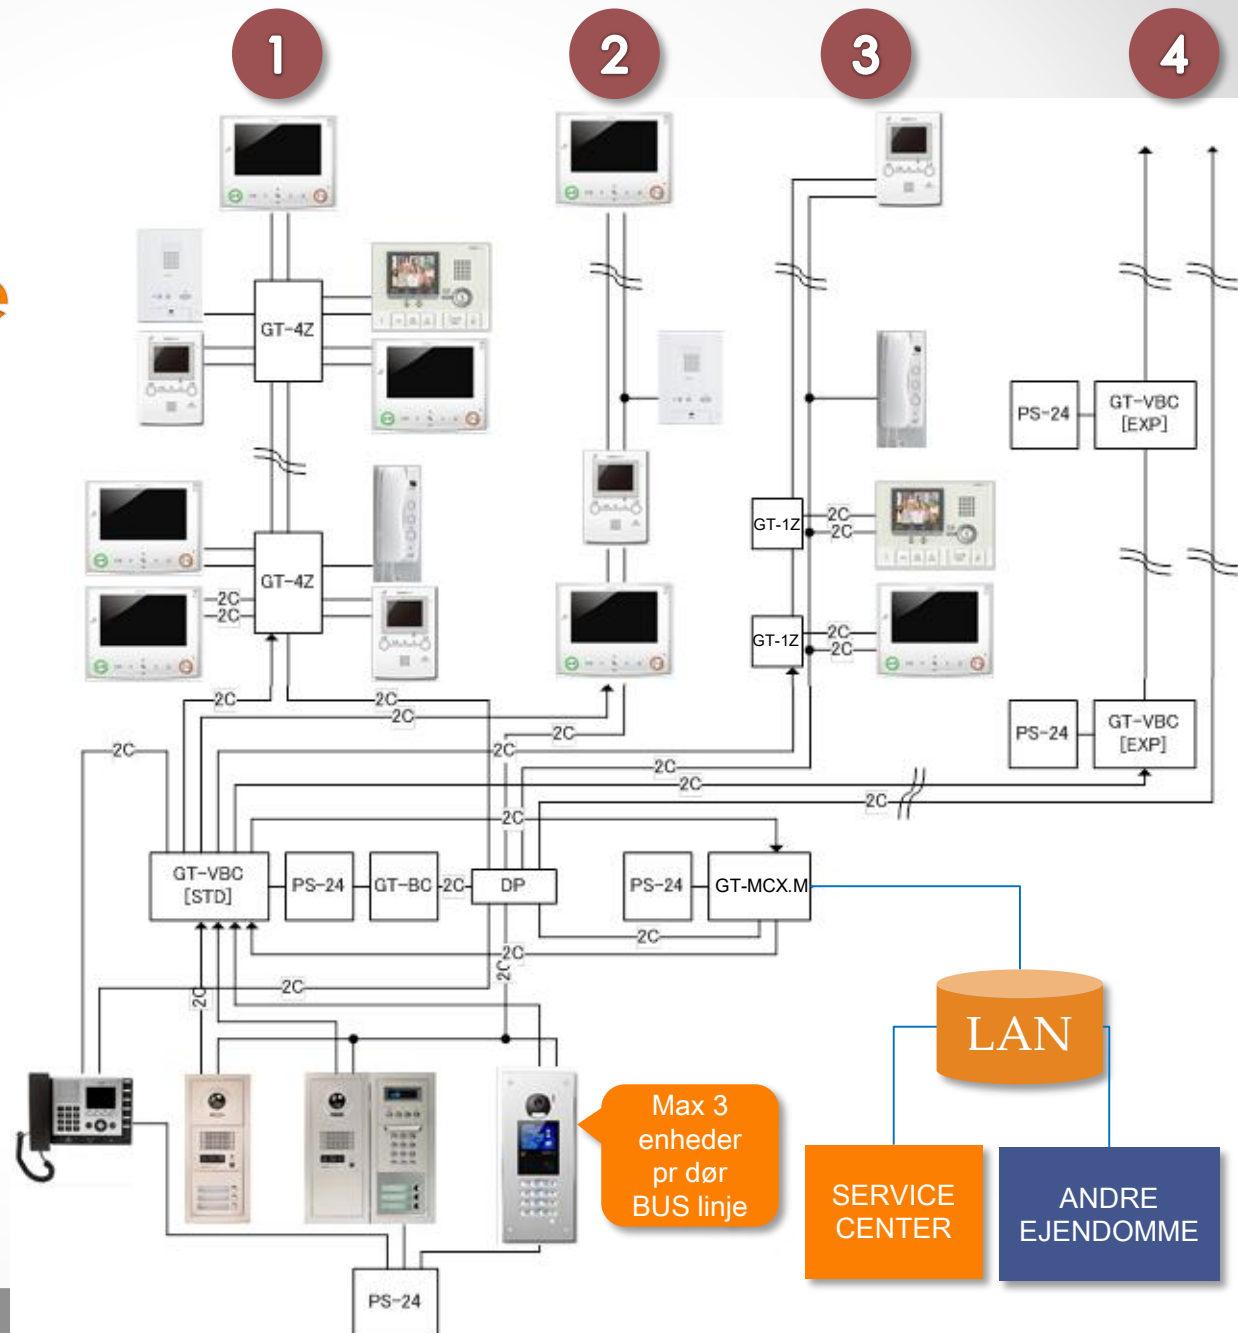 1
2
3
4
e
GT-4Z
PS-24
GT-VBC
[EXP]
GT-1Z
2C
2C
GT-4Z
2C
2C
GT-1Z
2C
2C
2C
2C
2C
2C
2C
2C
2C
2C
2C
PS-24
GT-VBC
[EXP]
2C
GT-VBC
[STD]
PS-24
GT-BC
2C
DP
PS-24
GT-MCX.M
2C
2C
2C
2C
2C
LAN
Max 3
enheder
pr dør
BUS linje
SERVICE
CENTER
ANDRE
EJENDOMME
PS-24